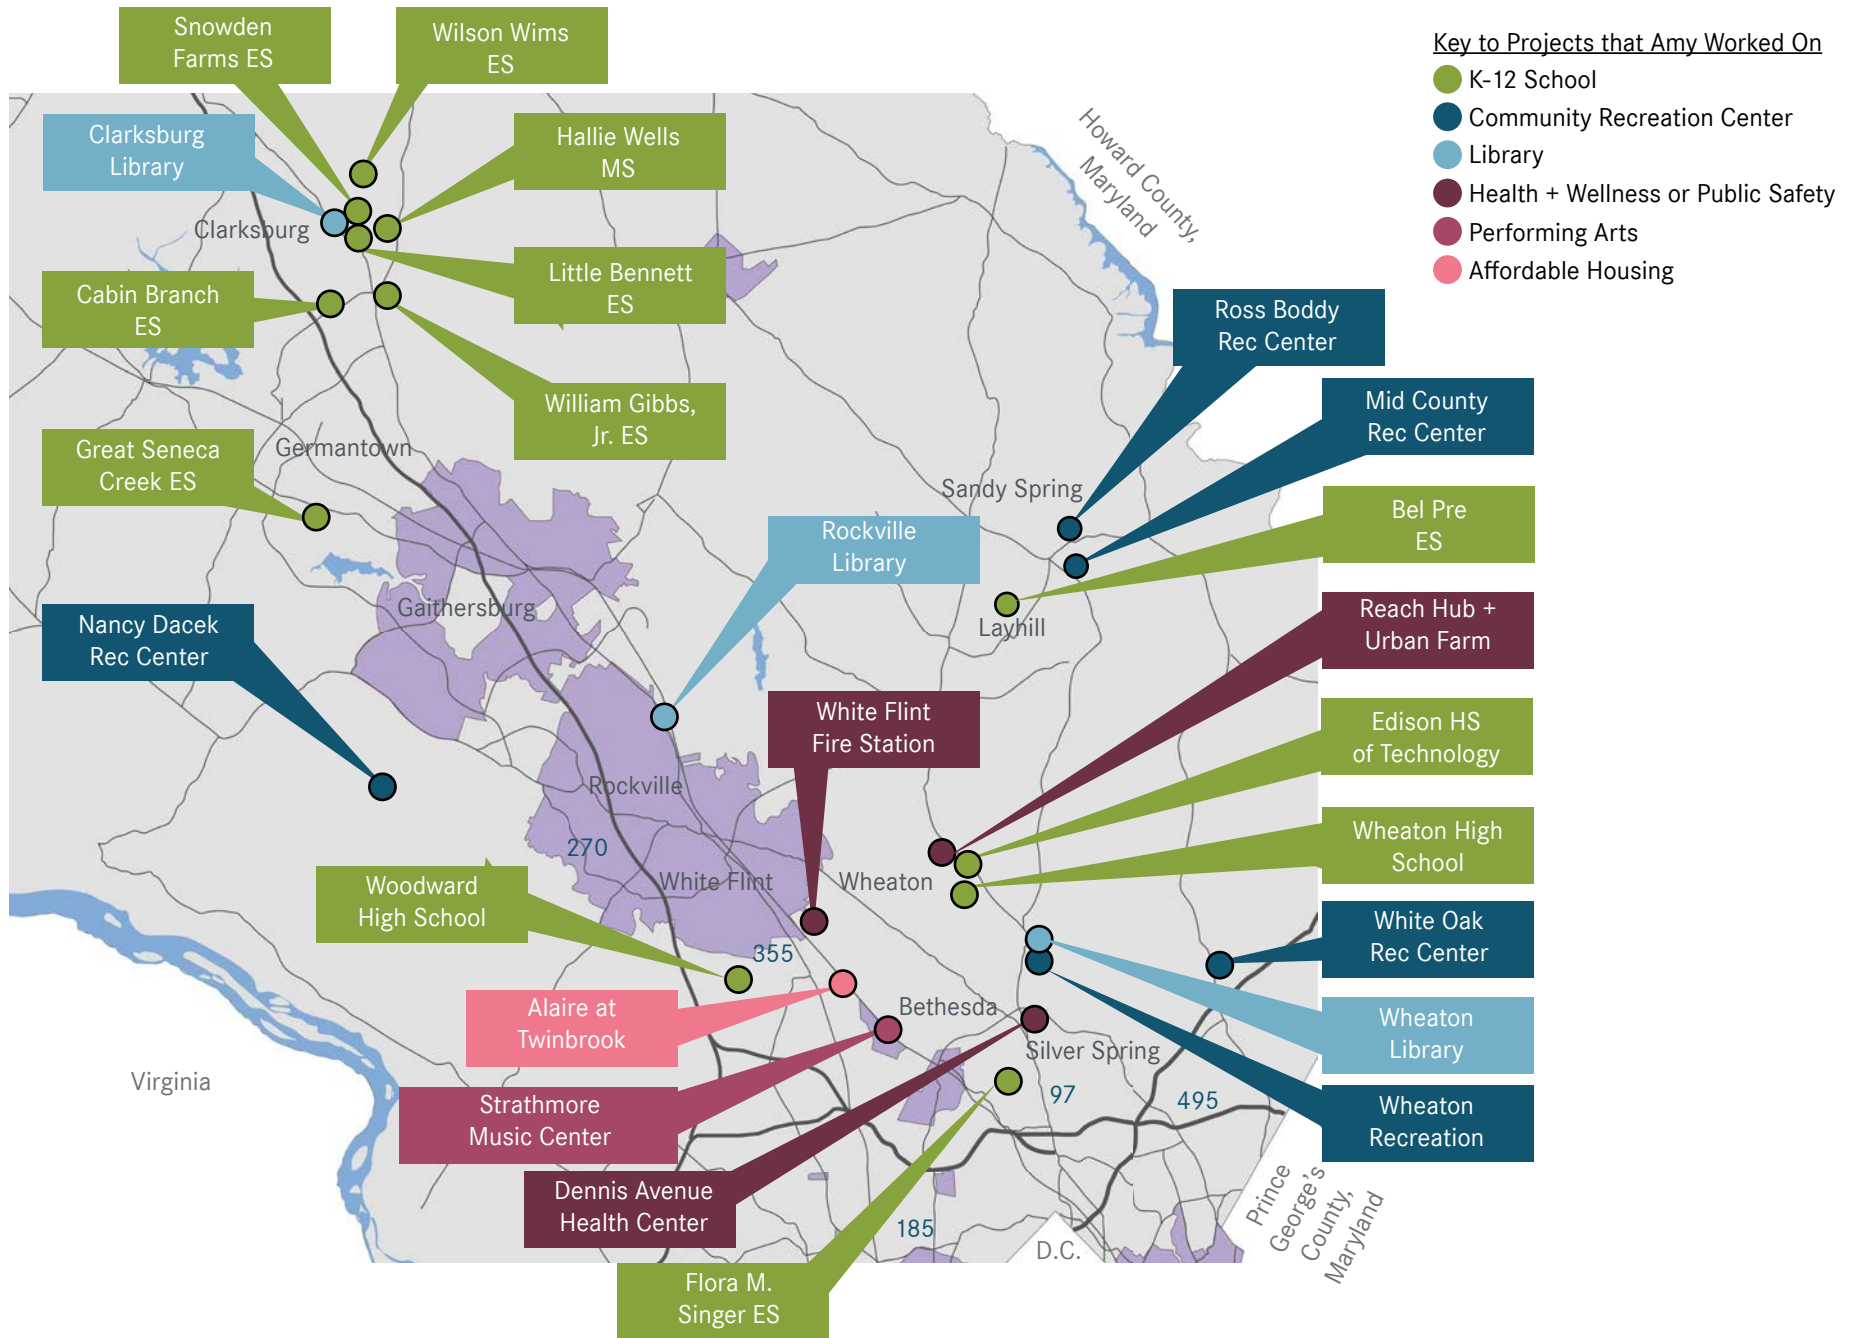 Snowden
Farms ES
Wilson Wims
ES
Key to Projects that Amy Worked On
K-12 School
Community Recreation Center
Library
Health + Wellness or Public Safety
Performing Arts
Affordable Housing
Clarksburg
Library
Hallie Wells
MS
Howard County,
Maryland
Clarksburg
Cabin Branch
ES
Little Bennett
ES
Ross Boddy
Rec Center
William Gibbs,
Jr. ES
Mid County
Rec Center
Great Seneca
Creek ES
Germantown
Sandy Spring
Bel Pre
ES
Rockville
Library
Gaithersburg
Layhill
Reach Hub +
Urban Farm
Nancy Dacek
Rec Center
White Flint
Fire Station
Edison HS
of Technology
Rockville
270
Wheaton High
School
Woodward
High School
White Flint
Wheaton
White Oak
Rec Center
355
Alaire at
Twinbrook
Bethesda
Wheaton
Library
Silver Spring
Virginia
97
495
Strathmore
Music Center
Wheaton
Recreation
Dennis Avenue
Health Center
185
D.C.
Prince
George's
County,
Maryland
Flora M.
Singer ES